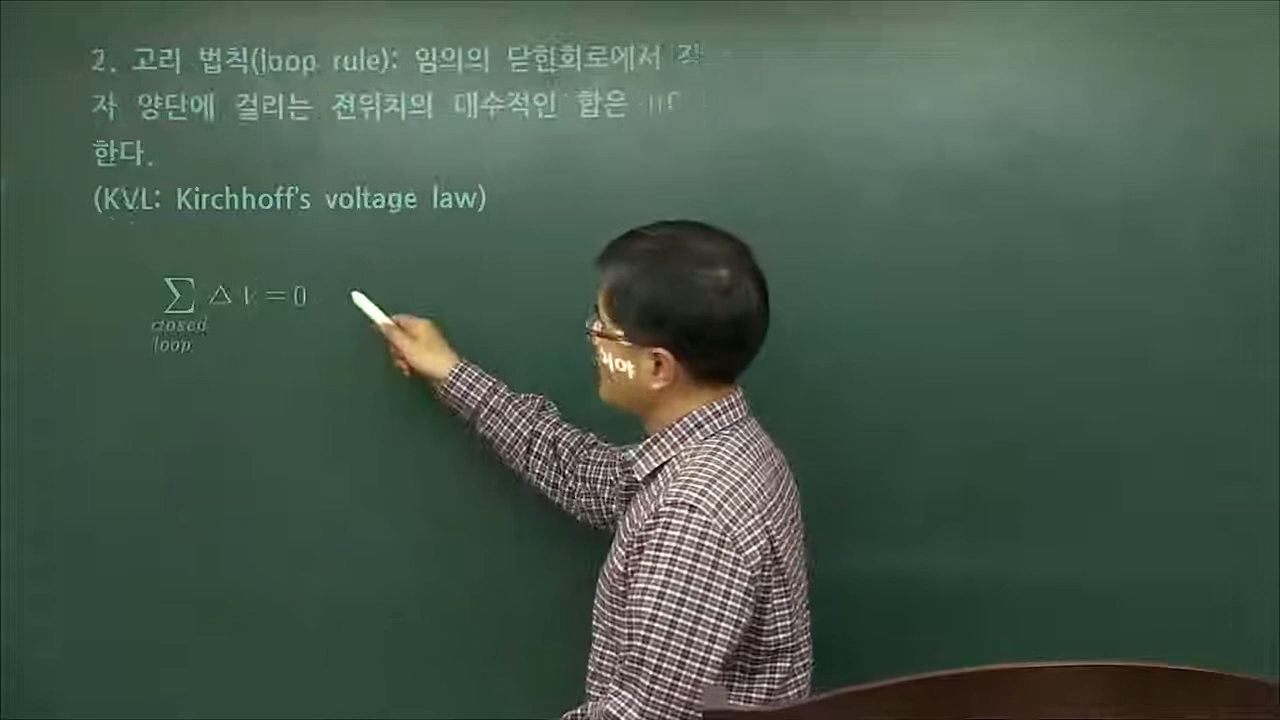 2. 고리 법칙(loop rule): 임의의 닫힌회로에서
자 양단에 걸리는 전위차의 대수적인 합은
한다.
(KVL: Kirchhoff's voltage law)
∑ Δ V = 0
closed
loop
이야